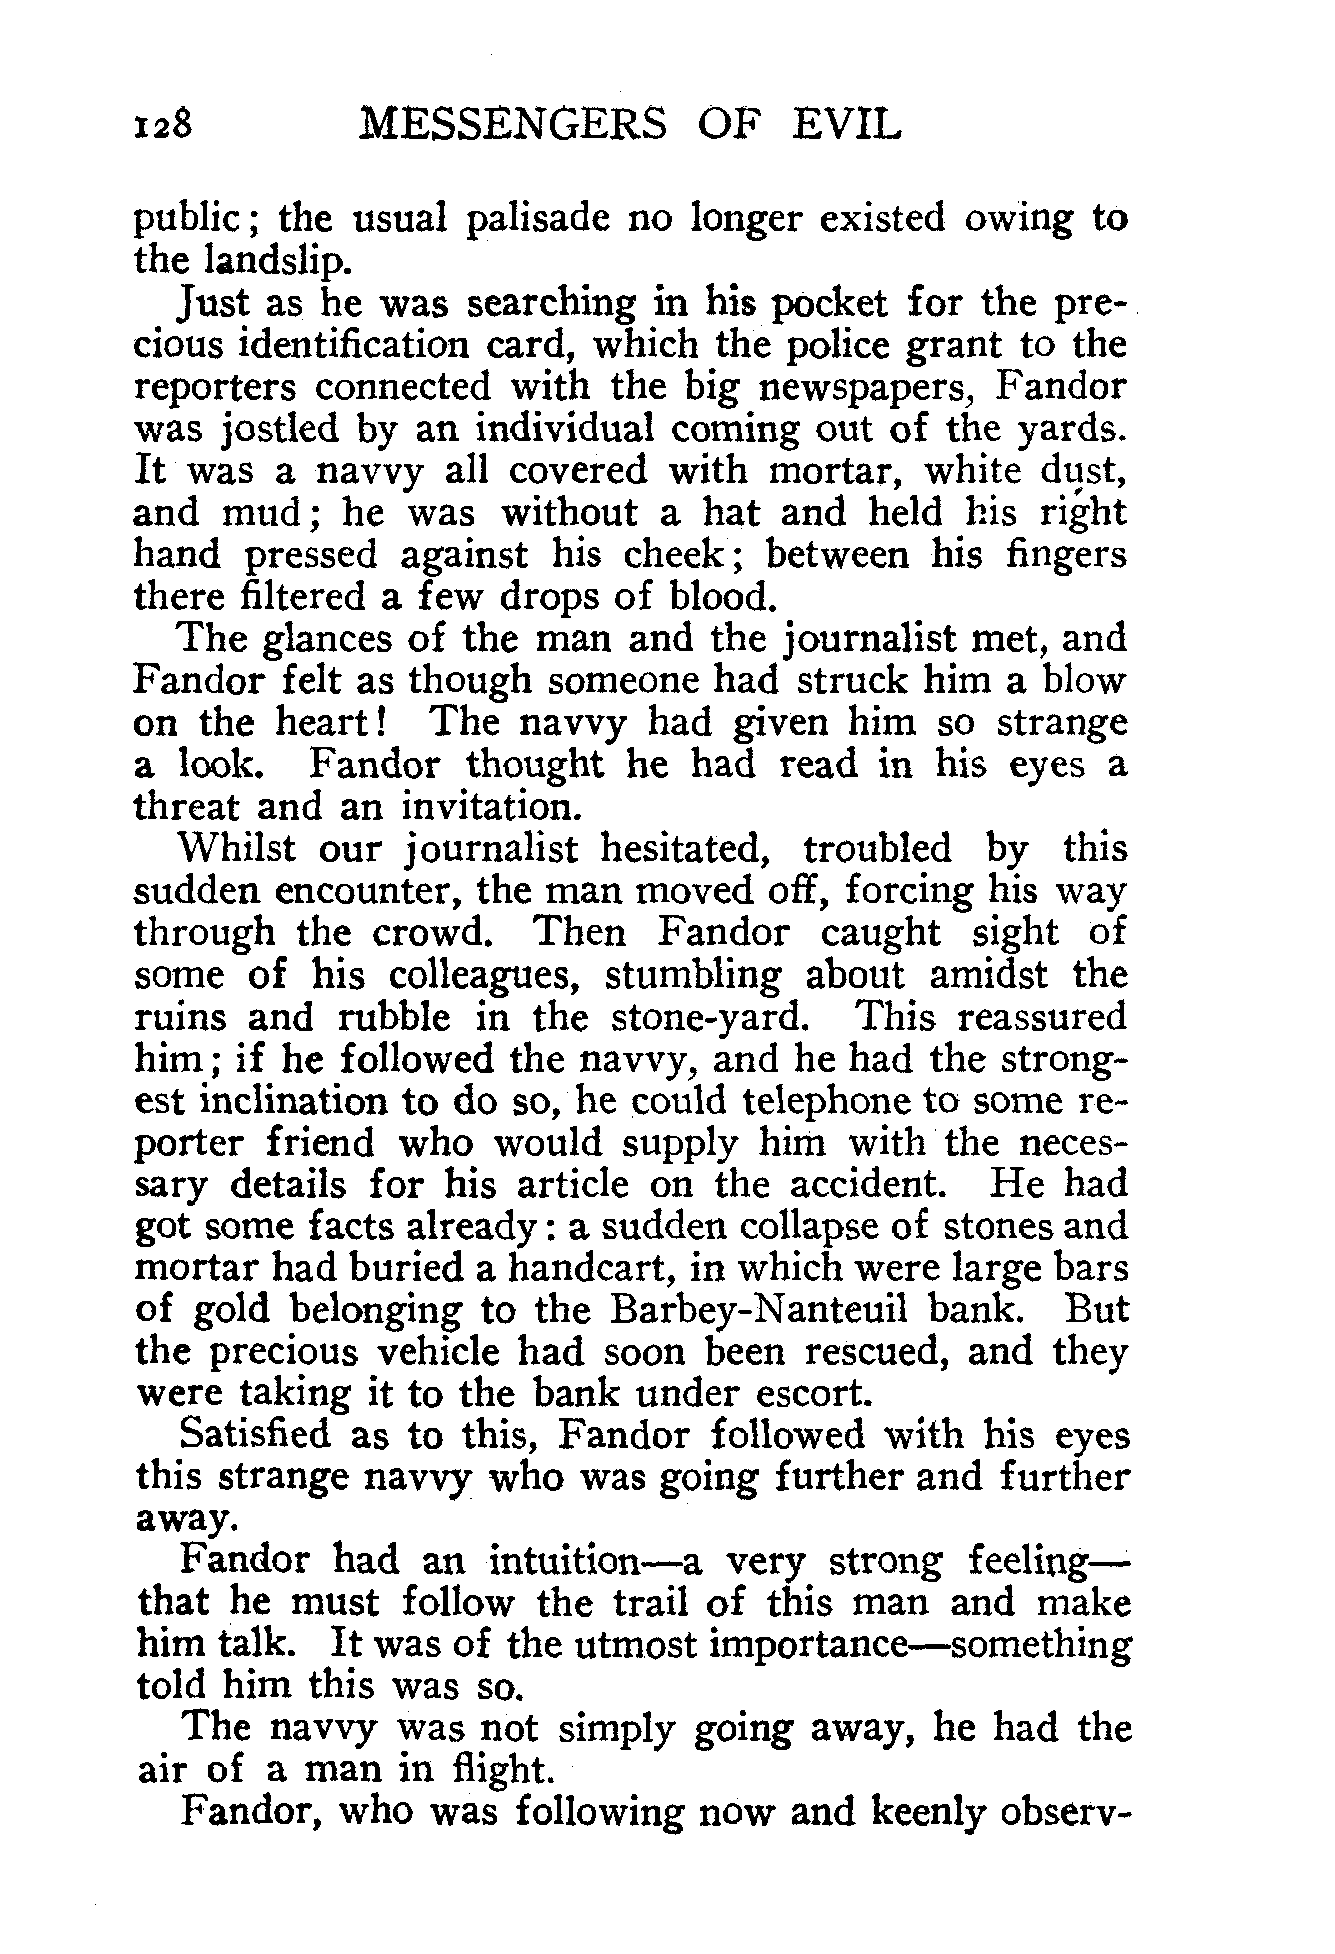 128 MESSENGERS OF EVIL
public; the usual palisade no longer existed owing to
the landslip.
Just as he was searching in his pocket for the pre-
cious identification card, which the police grant to the
reporters connected with the big newspapers, Fandor
was jostled by an individual coming out of the yards.
It was a navvy all covered with mortar, white dust,
and mud; he was without a hat and held his right
hand pressed against his cheek; between his fingers
there filtered a few drops of blood.
The glances of the man and the journalist met, and
Fandor felt as though someone had struck him a blow
on the heart! The navvy had given him so strange
a look. Fandor thought he had read in his eyes a
threat and an invitation.
Whilst our journalist hesitated, troubled by this
sudden encounter, the man moved off, forcing his way
through the crowd. Then Fandor caught sight of
some of his colleagues, stumbling about amidst the
ruins and rubble in the stone-yard. This reassured
him; if he followed the navvy, and he had the strong-
est inclination to do so, he could telephone to some re-
porter friend who would supply him with the neces-
sary details for his article on the accident. He had
got some facts already: a sudden collapse of stones and
mortar had buried a handcart, in which were large bars
of gold belonging to the Barbey-Nanteuil bank. But
the precious vehicle had soon been rescued, and they
were taking it to the bank under escort.
Satisfied as to this, Fandor followed with his eyes
this strange navvy who was going further and further
away.
Fandor had an intuition—a very strong feeling—
that he must follow the trail of this man and make
him talk. It was of the utmost importance—something
told him this was so.
The navvy was not simply going away, he had the
air of a man in flight.
Fandor, who was following now and keenly observ-